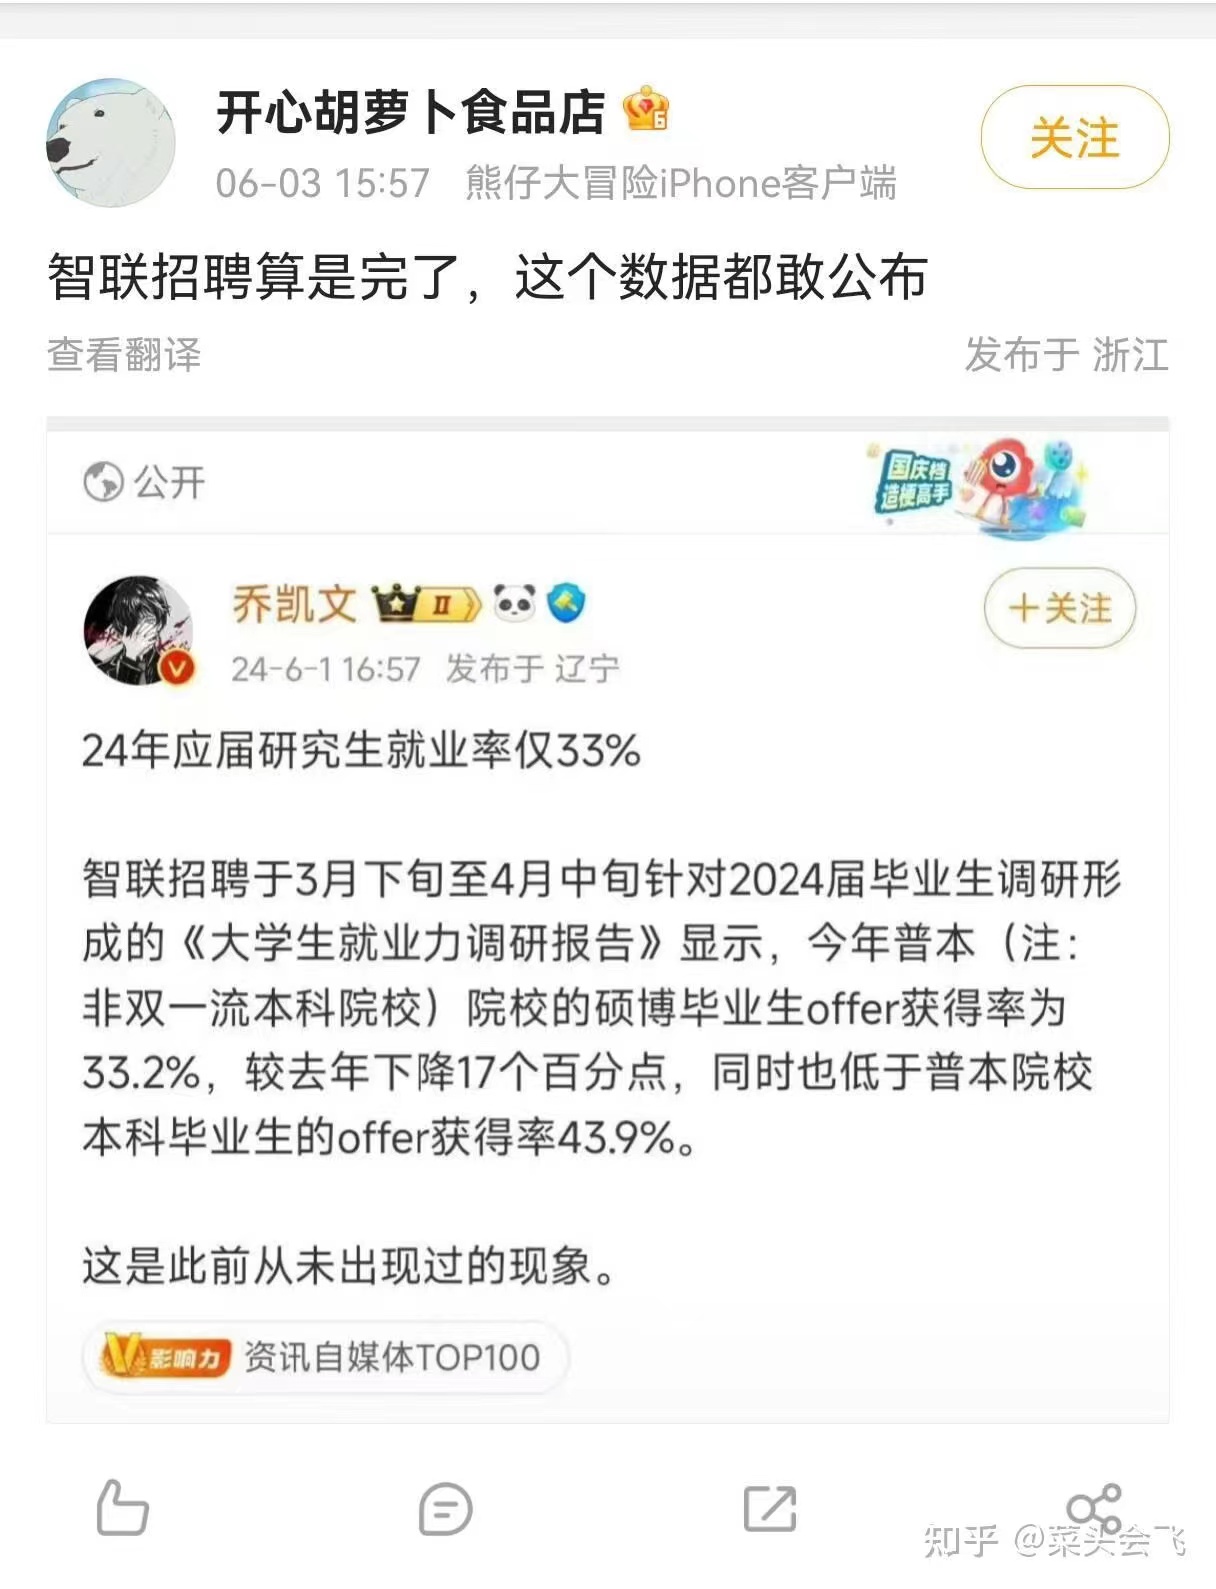 开心胡萝卜食品店
6
关注
06-03 15:57 熊仔大冒险iPhone客户端
智联招聘算是完了，这个数据都敢公布
查看翻译
发布于 浙江
公开
国庆档
造梗高手
乔凯文
II
+关注
V
24-6-1 16:57 发布于 辽宁
24年应届研究生就业率仅33%
智联招聘于3月下旬至4月中旬针对2024届毕业生调研形
成的《大学生就业力调研报告》显示，今年普本（注：
非双一流本科院校）院校的硕博毕业生offer获得率为
33.2%，较去年下降17个百分点，同时也低于普本院校
本科毕业生的offer获得率43.9%。
这是此前从未出现过的现象。
V影响力 资讯自媒体TOP100
知乎 @菜头会飞